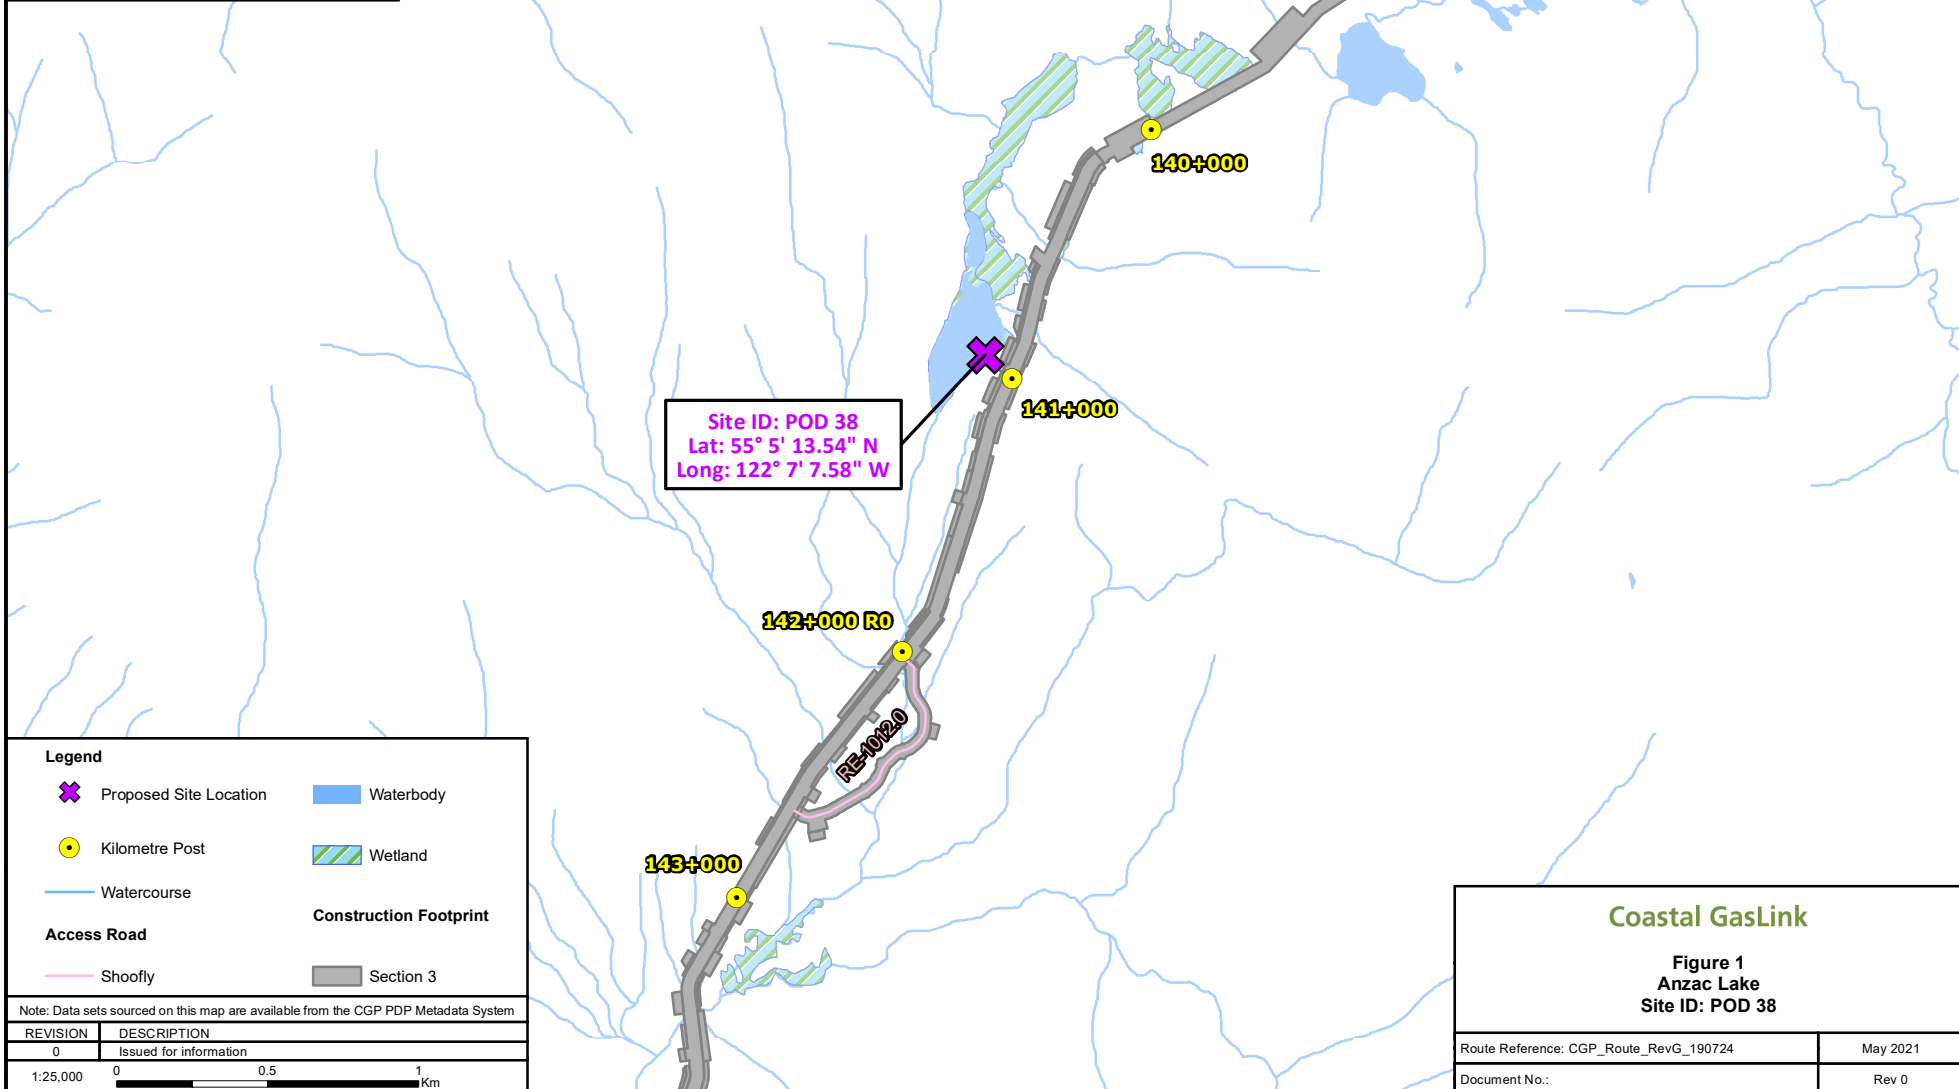 140+000
141+000
Site ID: POD 38
Lat: 55° 5' 13.54" N
Long: 122° 7' 7.58" W
142+000 R0
RE-1012.0
143+000
Legend
Proposed Site Location
Waterbody
Kilometre Post
Wetland
Watercourse
Construction Footprint
Access Road
Shoofly
Section 3
Note: Data sets sourced on this map are available from the CGP PDP Metadata System
REVISION DESCRIPTION
0 Issued for information
1:25,000 0 0.5 1 Km
Coastal GasLink
Figure 1
Anzac Lake
Site ID: POD 38
Route Reference: CGP_Route_RevG_190724 May 2021
Document No.: Rev 0